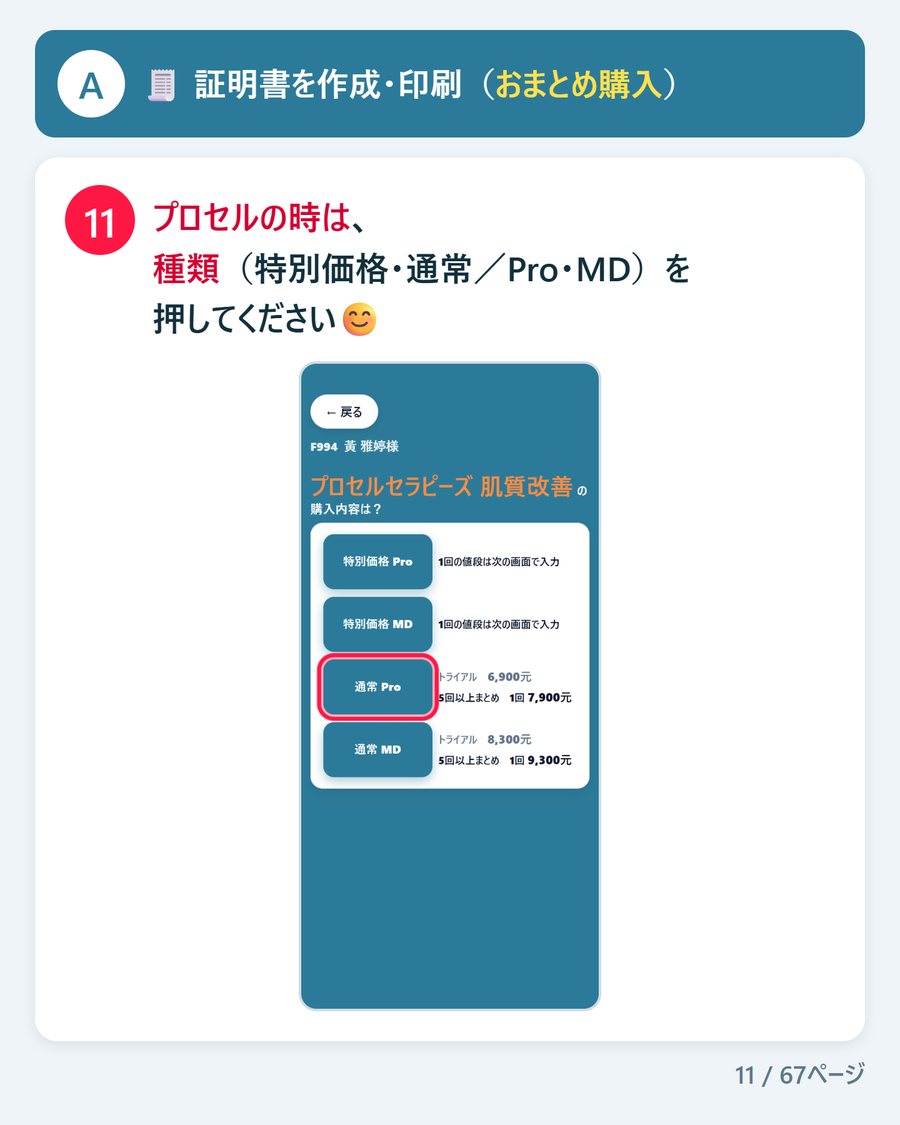 A 証明書を作成・印刷（おまとめ購入）
11 プロセルの時は、
種類（特別価格・通常／Pro・MD）を
押してください
← 戻る
F994 黃 雅婷様
プロセルセラピーズ 肌質改善 の
購入内容は？
特別価格 Pro 1回の値段は次の画面で入力
特別価格 MD 1回の値段は次の画面で入力
通常 Pro
トライアル 6,900元
5回以上まとめ 1回 7,900元
通常 MD
トライアル 8,300元
5回以上まとめ 1回 9,300元
11 / 67ページ